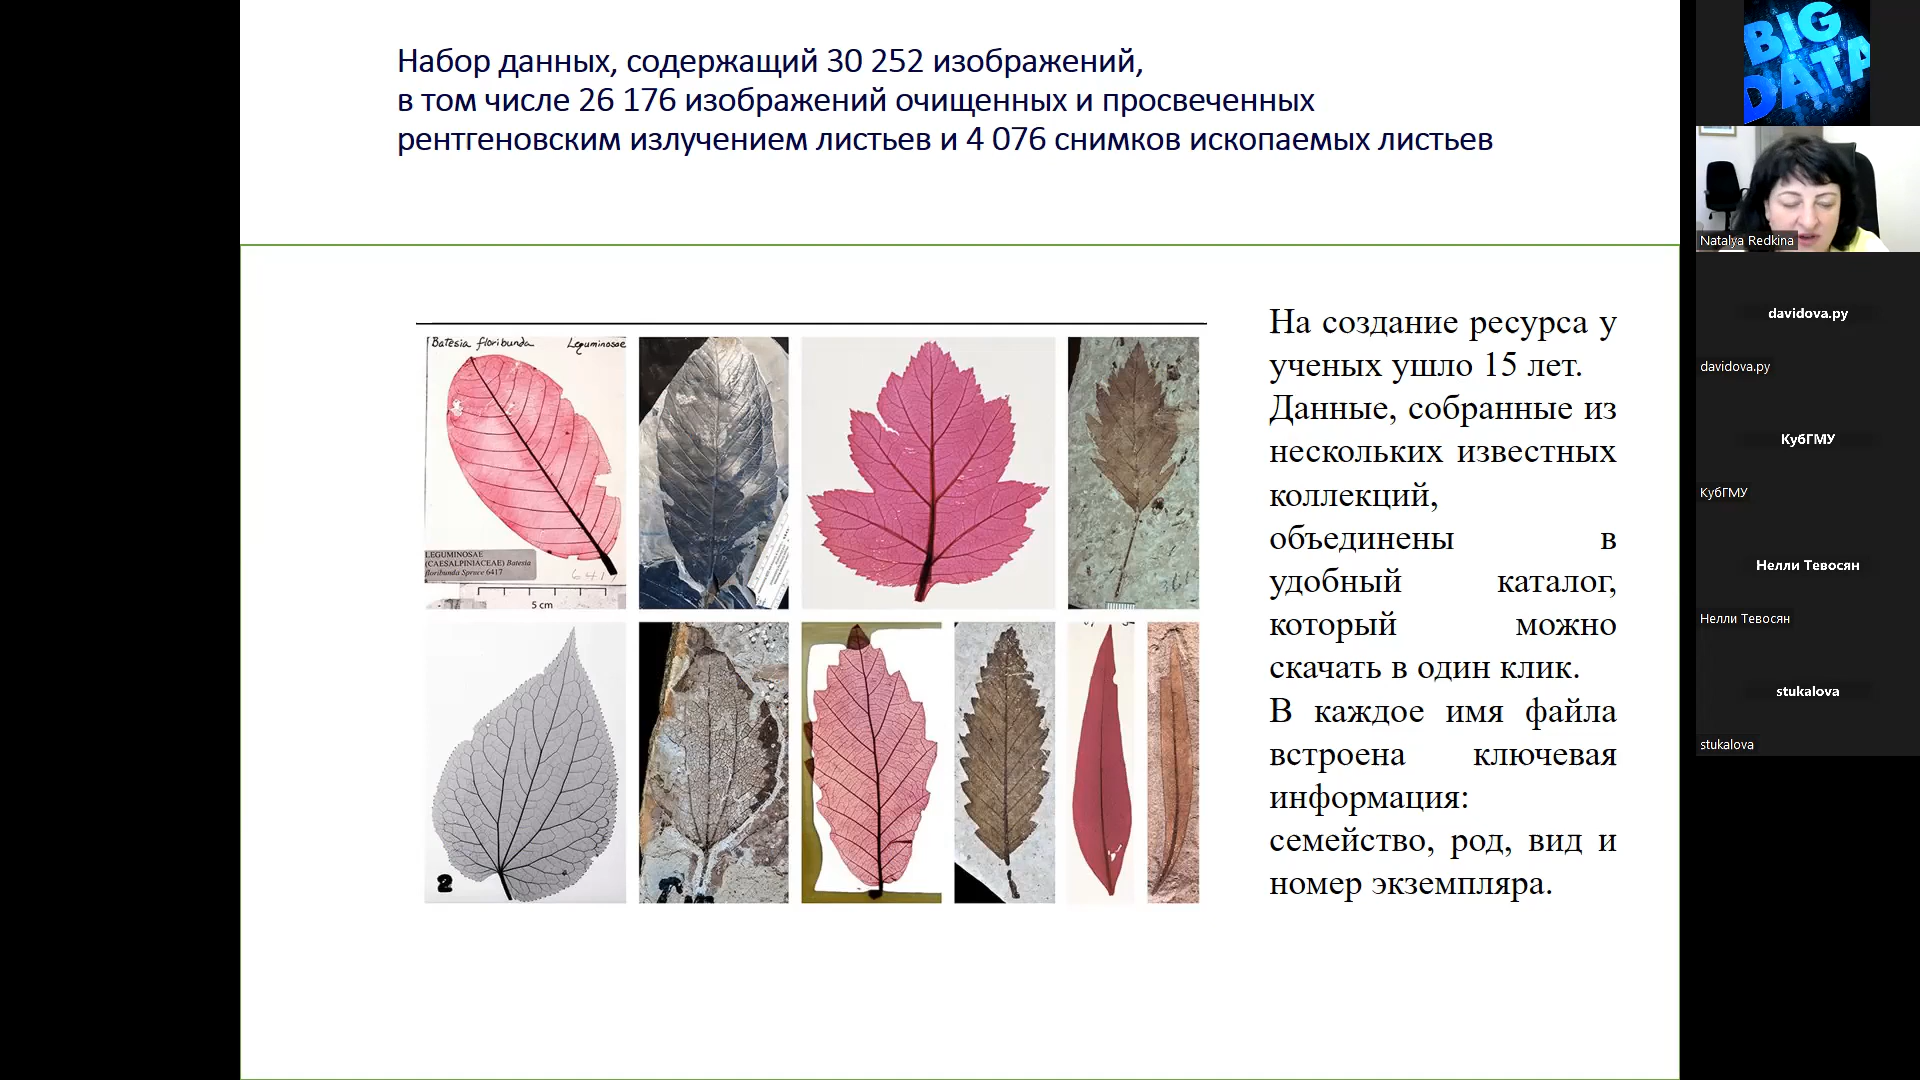 Набор данных, содержащий 30 252 изображений,
в том числе 26 176 изображений очищенных и просвеченных
рентгеновским излучением листьев и 4 076 снимков ископаемых листьев
Batesia floribunda Leguminosae
LEGUMINOSAE
(CAESALPINIACEAE) Batesia
floribunda Spruce 6417
5 cm
2
На создание ресурса у
ученых ушло 15 лет.
Данные, собранные из
нескольких известных
коллекций,
объединены в
удобный каталог,
который можно
скачать в один клик.
В каждое имя файла
встроена ключевая
информация:
семейство, род, вид и
номер экземпляра.
BIG
DATA
Natalya Redkina
davidova.ру
davidova.ру
КубГМУ
КубГМУ
Нелли Тевосян
Нелли Тевосян
stukalova
stukalova